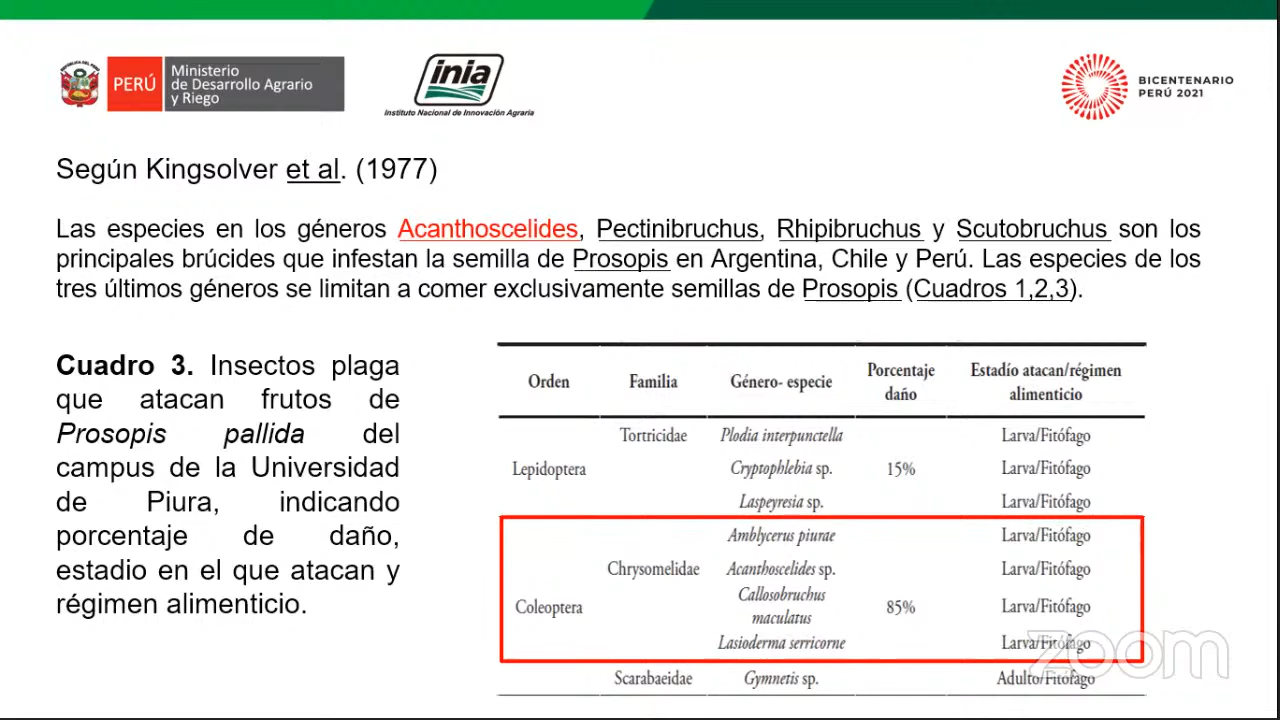 PERÚ
Ministerio
de Desarrollo Agrario
y Riego
inia
Instituto Nacional de Innovación Agraria
BICENTENARIO
PERÚ 2021
Según Kingsolver et al. (1977)
Las especies en los géneros Acanthoscelides, Pectinibruchus, Rhipibruchus y Scutobruchus son los
principales brúcidos que infestan la semilla de Prosopis en Argentina, Chile y Perú. Las especies de los
tres últimos géneros se limitan a comer exclusivamente semillas de Prosopis (Cuadros 1,2,3).
Cuadro 3. Insectos plaga
que atacan frutos de
Prosopis pallida del
campus de la Universidad
de Piura, indicando
porcentaje de daño,
estadio en el que atacan y
régimen alimenticio.
Orden Familia Género- especie Porcentaje daño Estadío atacan/régimen alimenticio
Tortricidae Plodia interpunctella Larva/Fitófago
Lepidoptera Cryptophlebia sp. 15% Larva/Fitófago
Laspeyresia sp. Larva/Fitófago
Amblycerus piurae Larva/Fitófago
Chrysomelidae Acanthoscelides sp. Larva/Fitófago
Coleoptera Callosobruchus maculatus 85% Larva/Fitófago
Lasioderma serricorne Larva/Fitófago
Scarabaeidae Gymnetis sp. Adulto/Fitófago
zoom